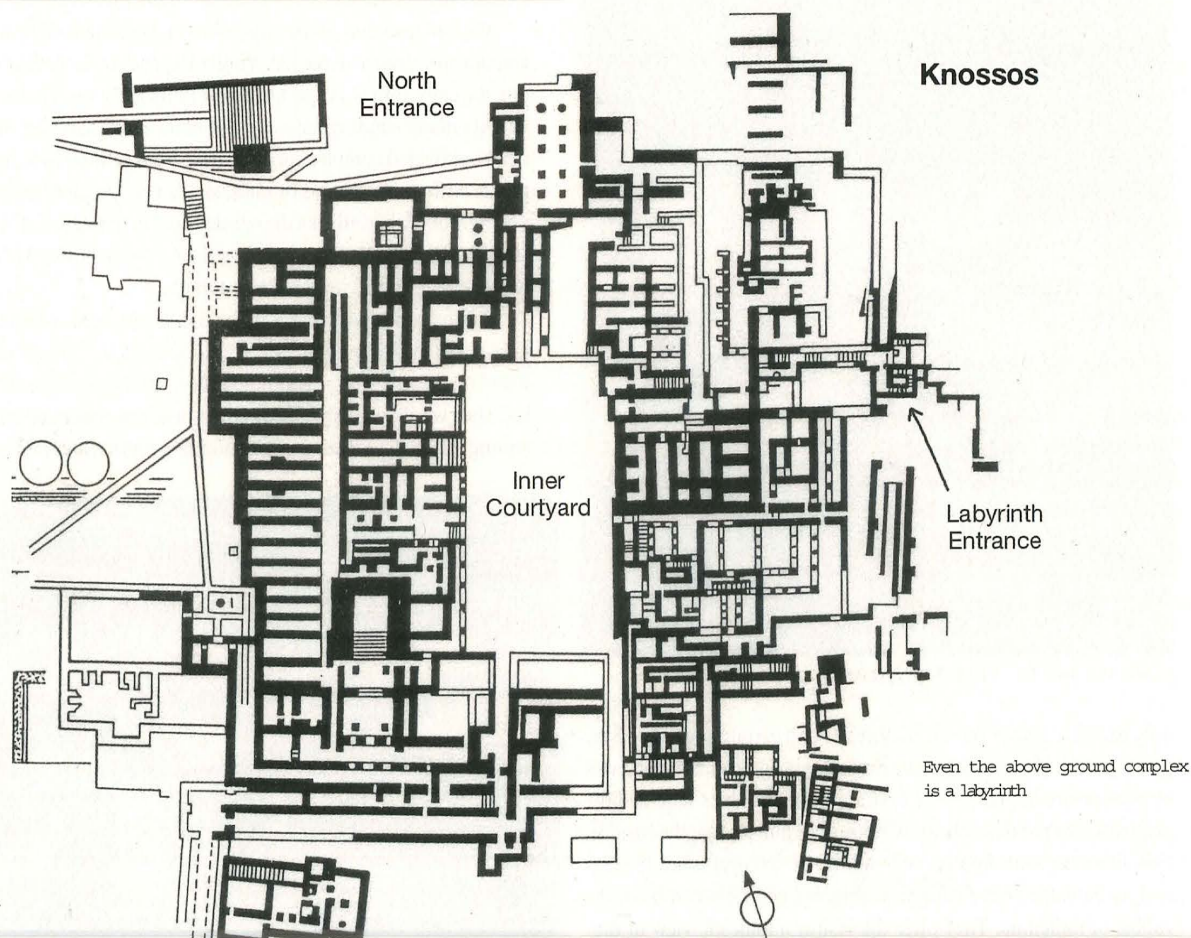 North
Entrance
Knossos
Inner
Courtyard
Labyrinth
Entrance
Even the above ground complex
is a labyrinth